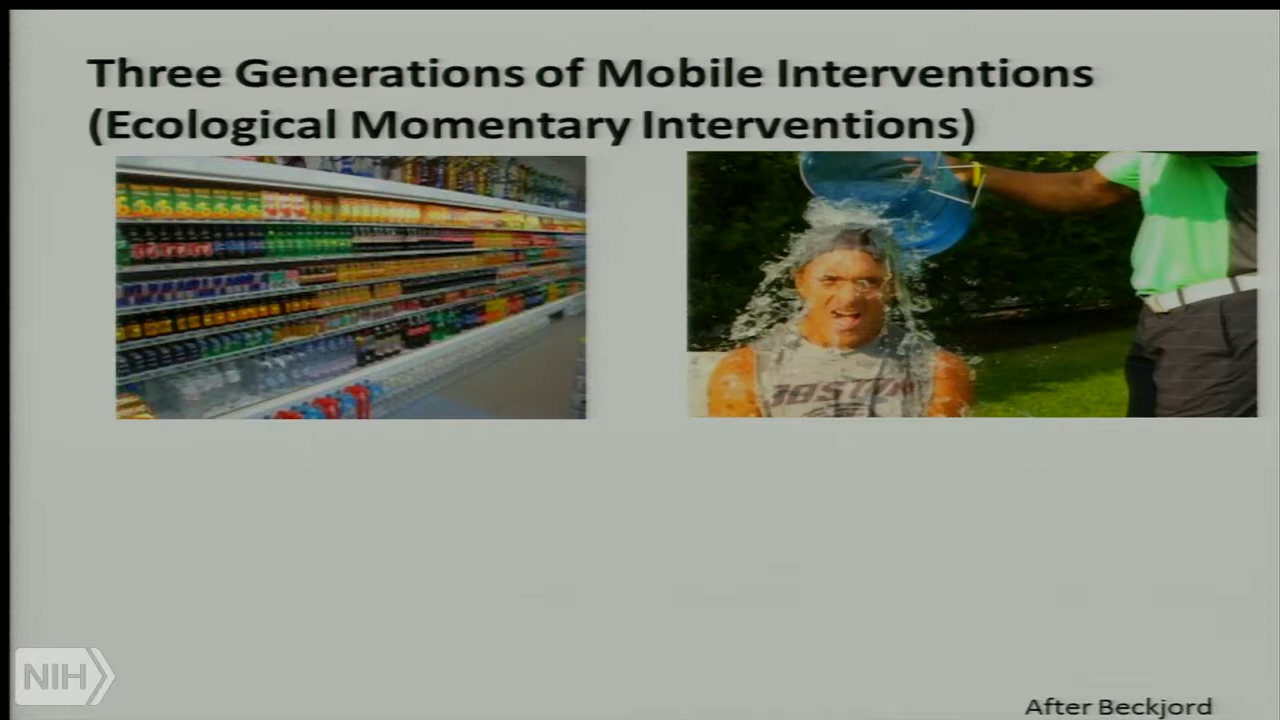 Three Generations of Mobile Interventions
(Ecological Momentary Interventions)
NIH
After Beckjord